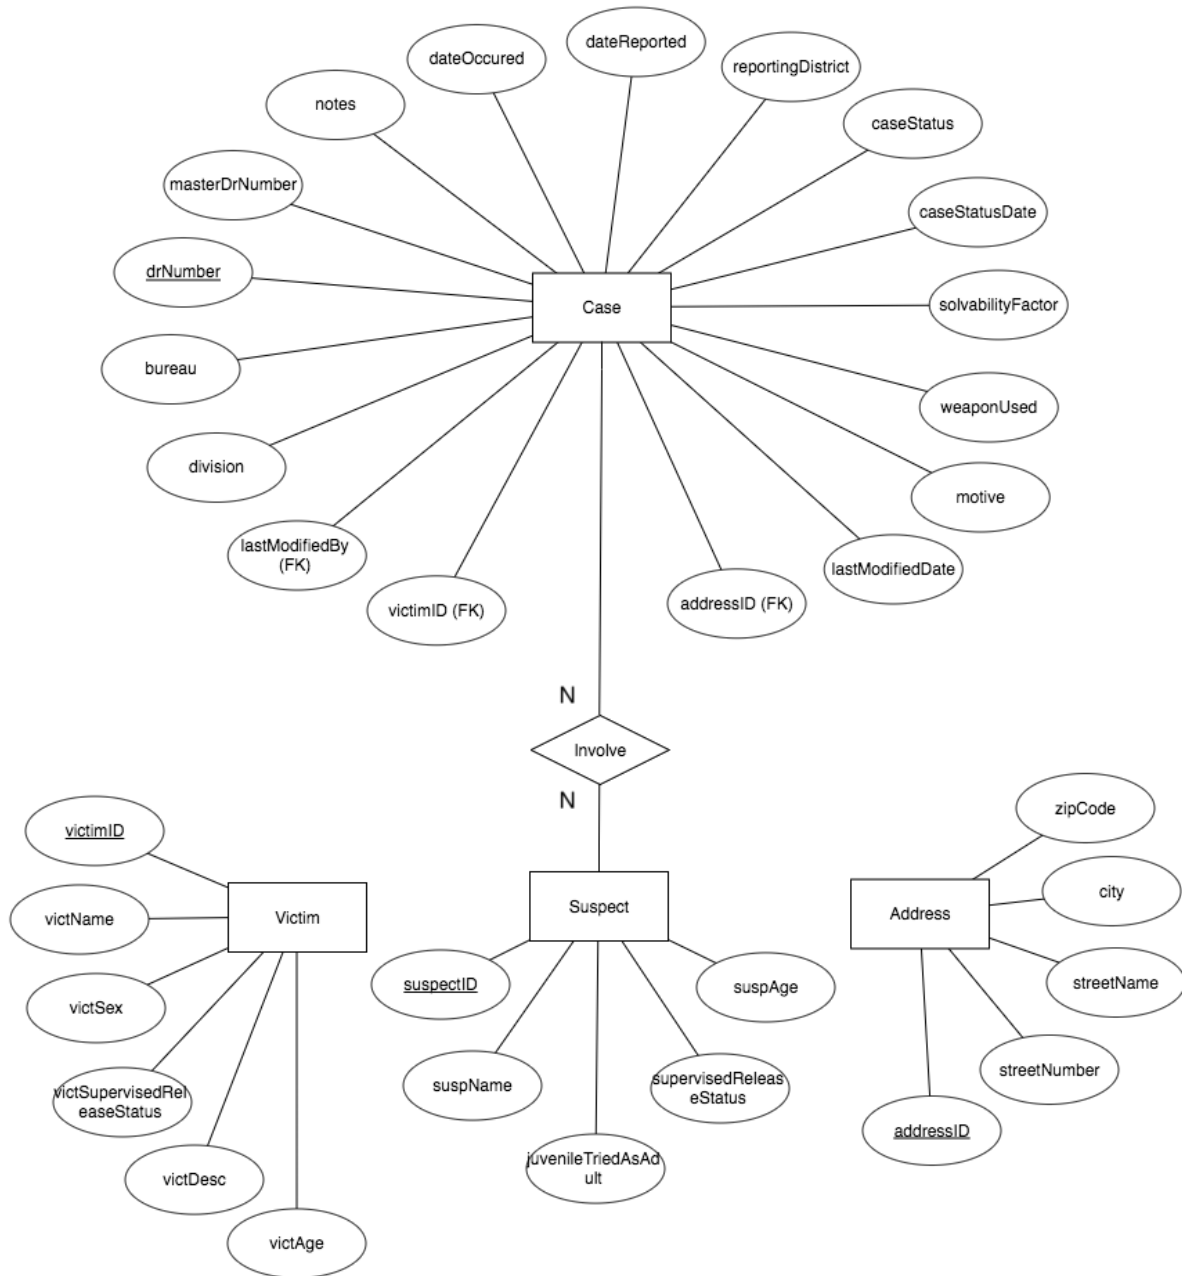 dateReported
dateOccured
reportingDistrict
notes
caseStatus
masterDrNumber
caseStatusDate
drNumber
Case
solvabilityFactor
bureau
weaponUsed
division
motive
lastModifiedBy
(FK)
lastModifiedDate
victimID (FK)
addressID (FK)
N
Involve
N
zipCode
victimID
city
Victim
Suspect
Address
victName
suspectID
suspAge
streetName
victSex
streetNumber
victSupervisedRel
easeStatus
suspName
supervisedReleas
eStatus
addressID
juvenileTriedAsAd
ult
victDesc
victAge